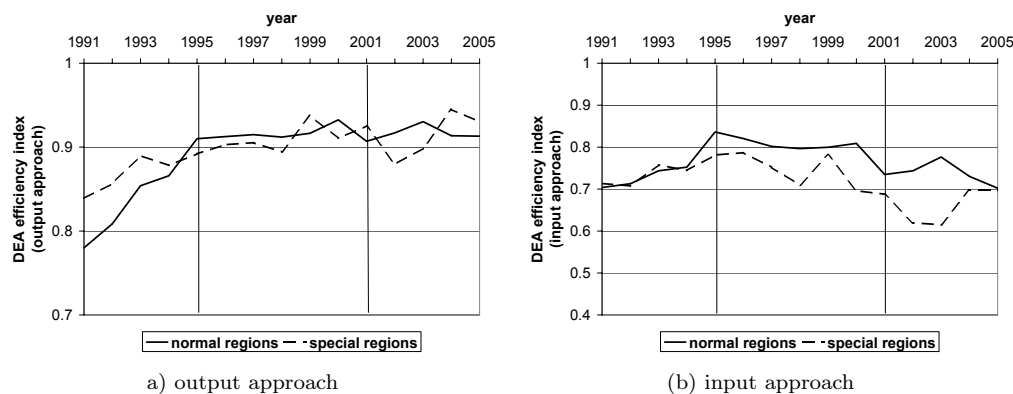 year
1991 1993 1995 1997 1999 2001 2003 2005
1
0.9
0.8
0.7
DEA efficiency index
(output approach)
normal regions special regions
a) output approach
year
1991 1993 1995 1997 1999 2001 2003 2005
1
0.9
0.8
0.7
0.6
0.5
0.4
DEA efficiency index
(input approach)
normal regions special regions
(b) input approach